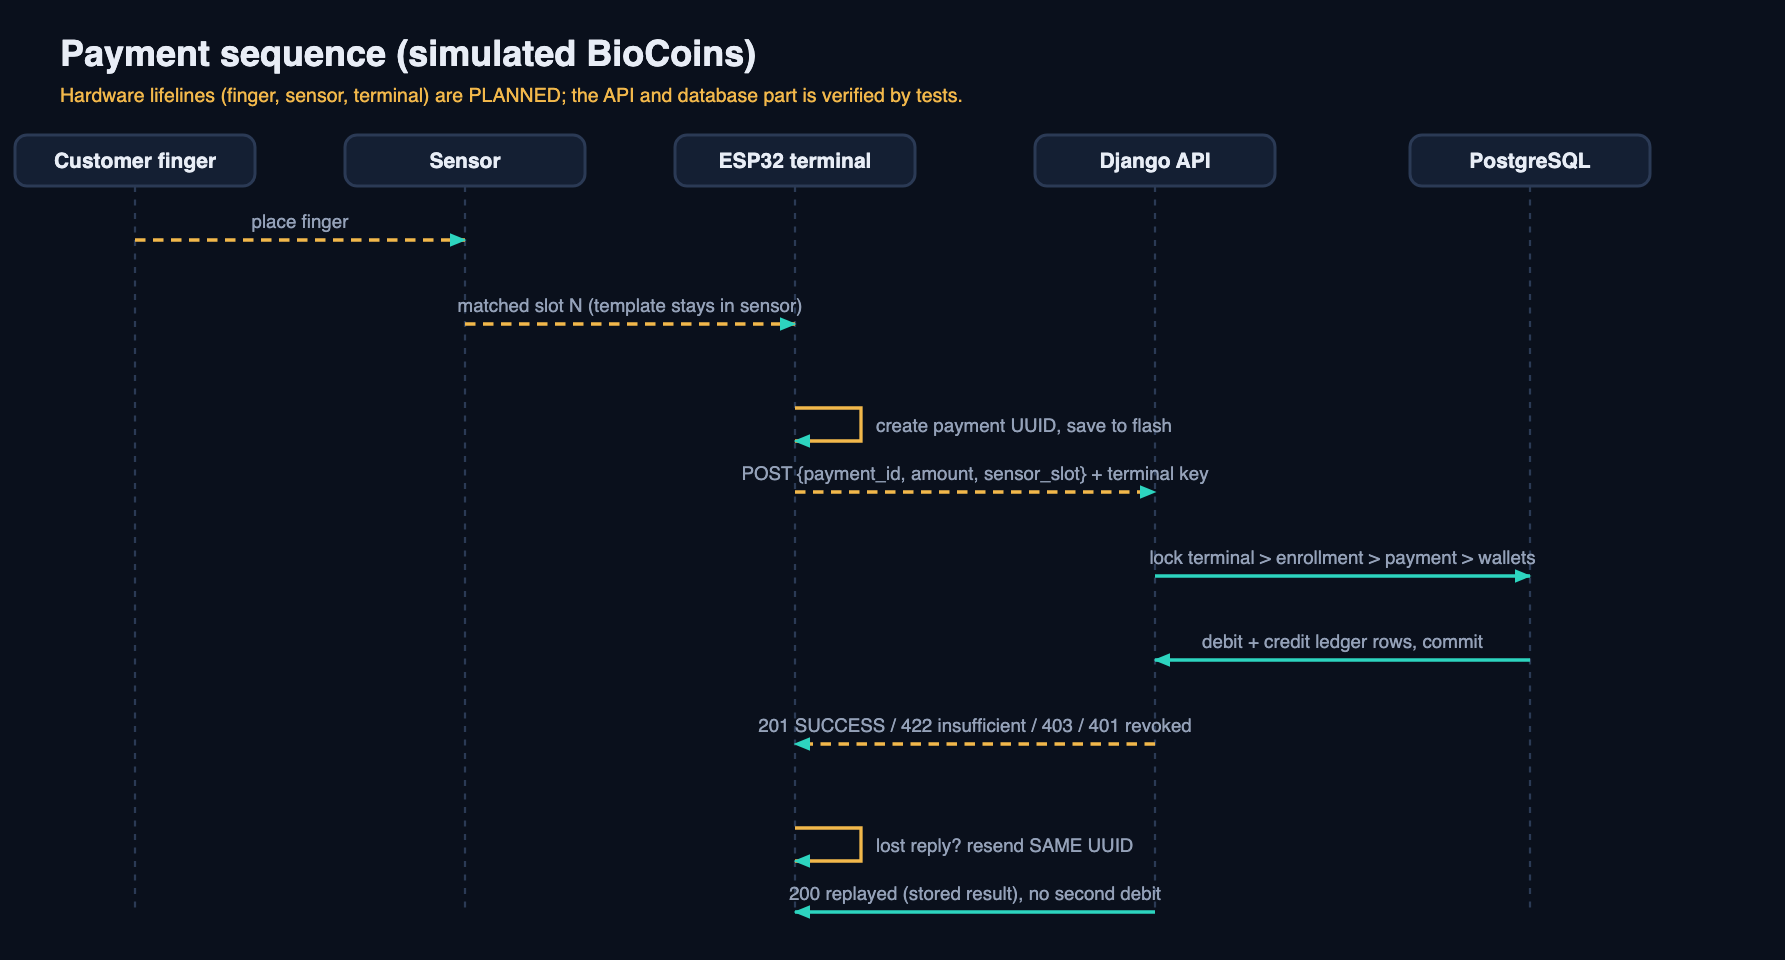 Payment sequence (simulated BioCoins)
Hardware lifelines (finger, sensor, terminal) are PLANNED; the API and database part is verified by tests.
Customer finger
Sensor
ESP32 terminal
Django API
PostgreSQL
place finger
matched slot N (template stays in sensor)
create payment UUID, save to flash
POST {payment_id, amount, sensor_slot} + terminal key
lock terminal > enrollment > payment > wallets
debit + credit ledger rows, commit
201 SUCCESS / 422 insufficient / 403 / 401 revoked
lost reply? resend SAME UUID
200 replayed (stored result), no second debit